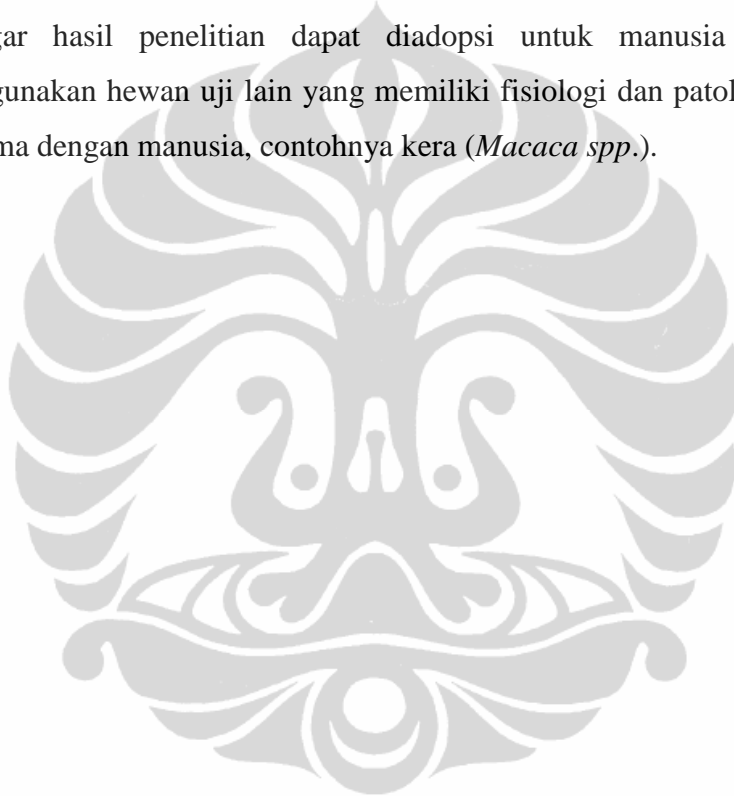 gar hasil penelitian dapat diadopsi untuk manusia
gunakan hewan uji lain yang memiliki fisiologi dan patol
ma dengan manusia, contohnya kera (Macaca spp.).